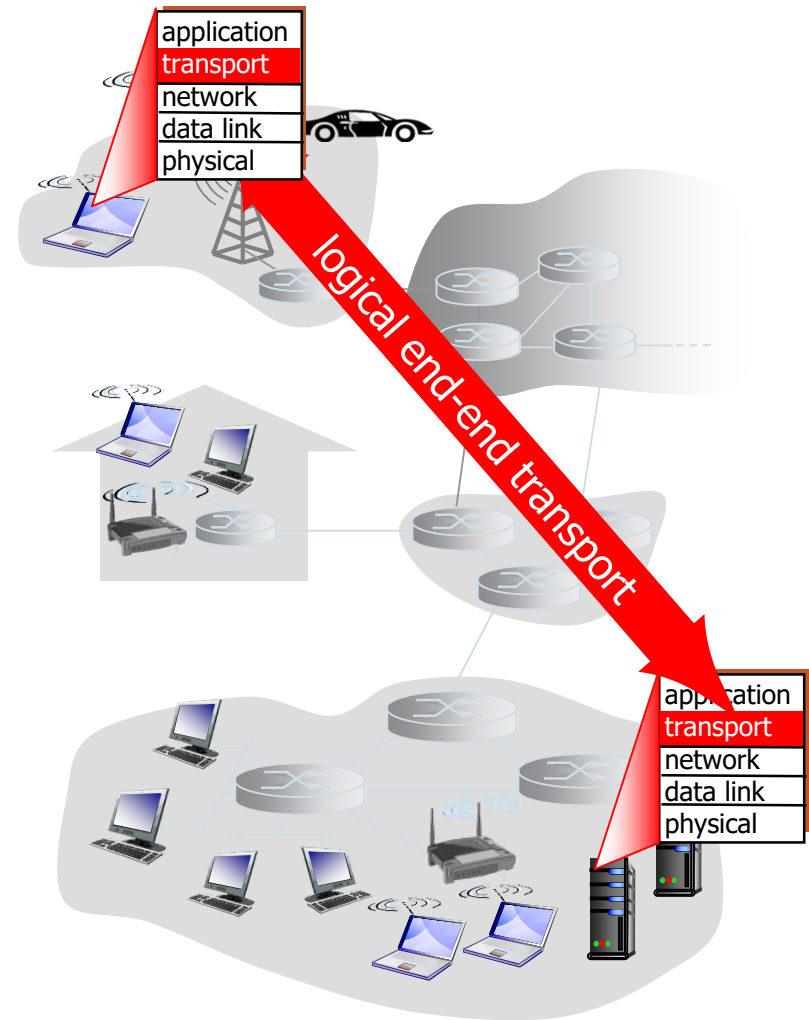 application
transport
network
data link
physical
logical end-end transport
application
transport
network
data link
physical